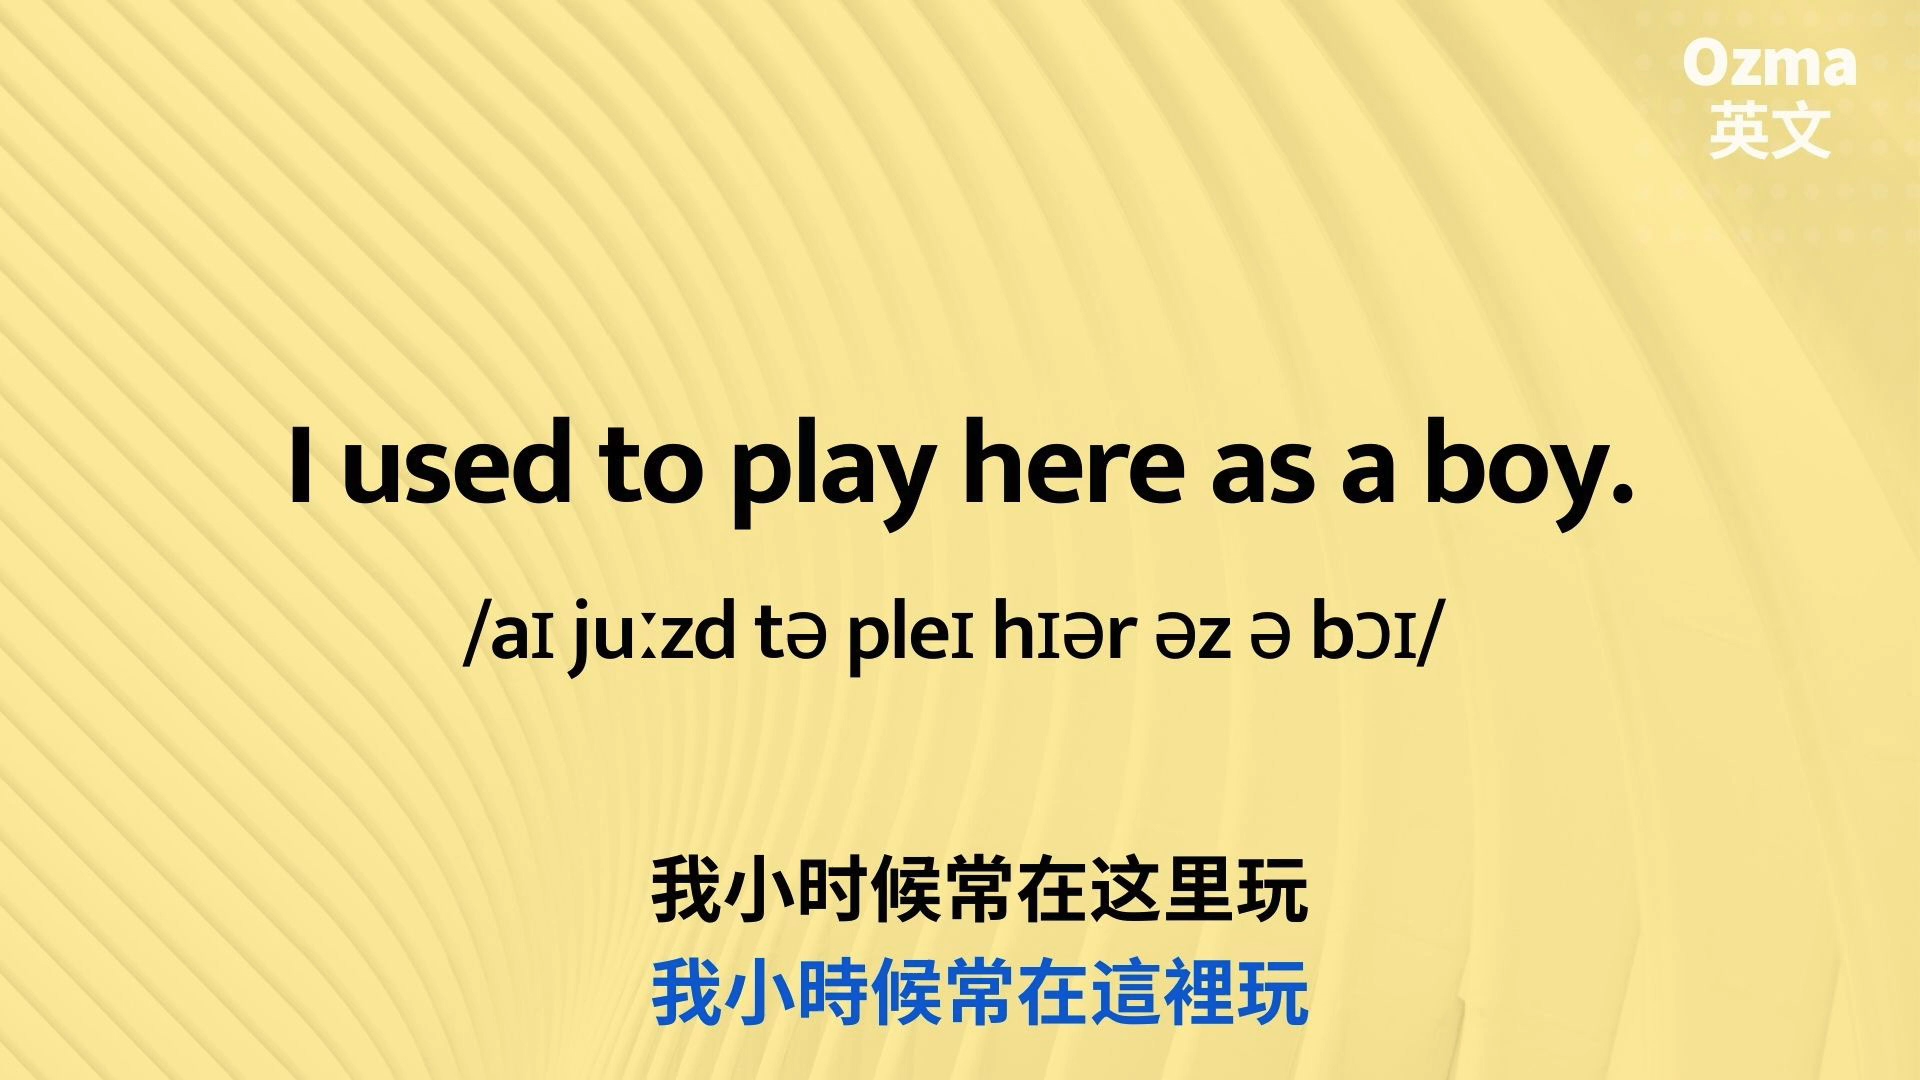 Ozma
英文
I used to play here as a boy.
/aɪ juːzd tə pleɪ hɪər əz ə bɔɪ/
我小时候常在这里玩
我小時候常在這裡玩